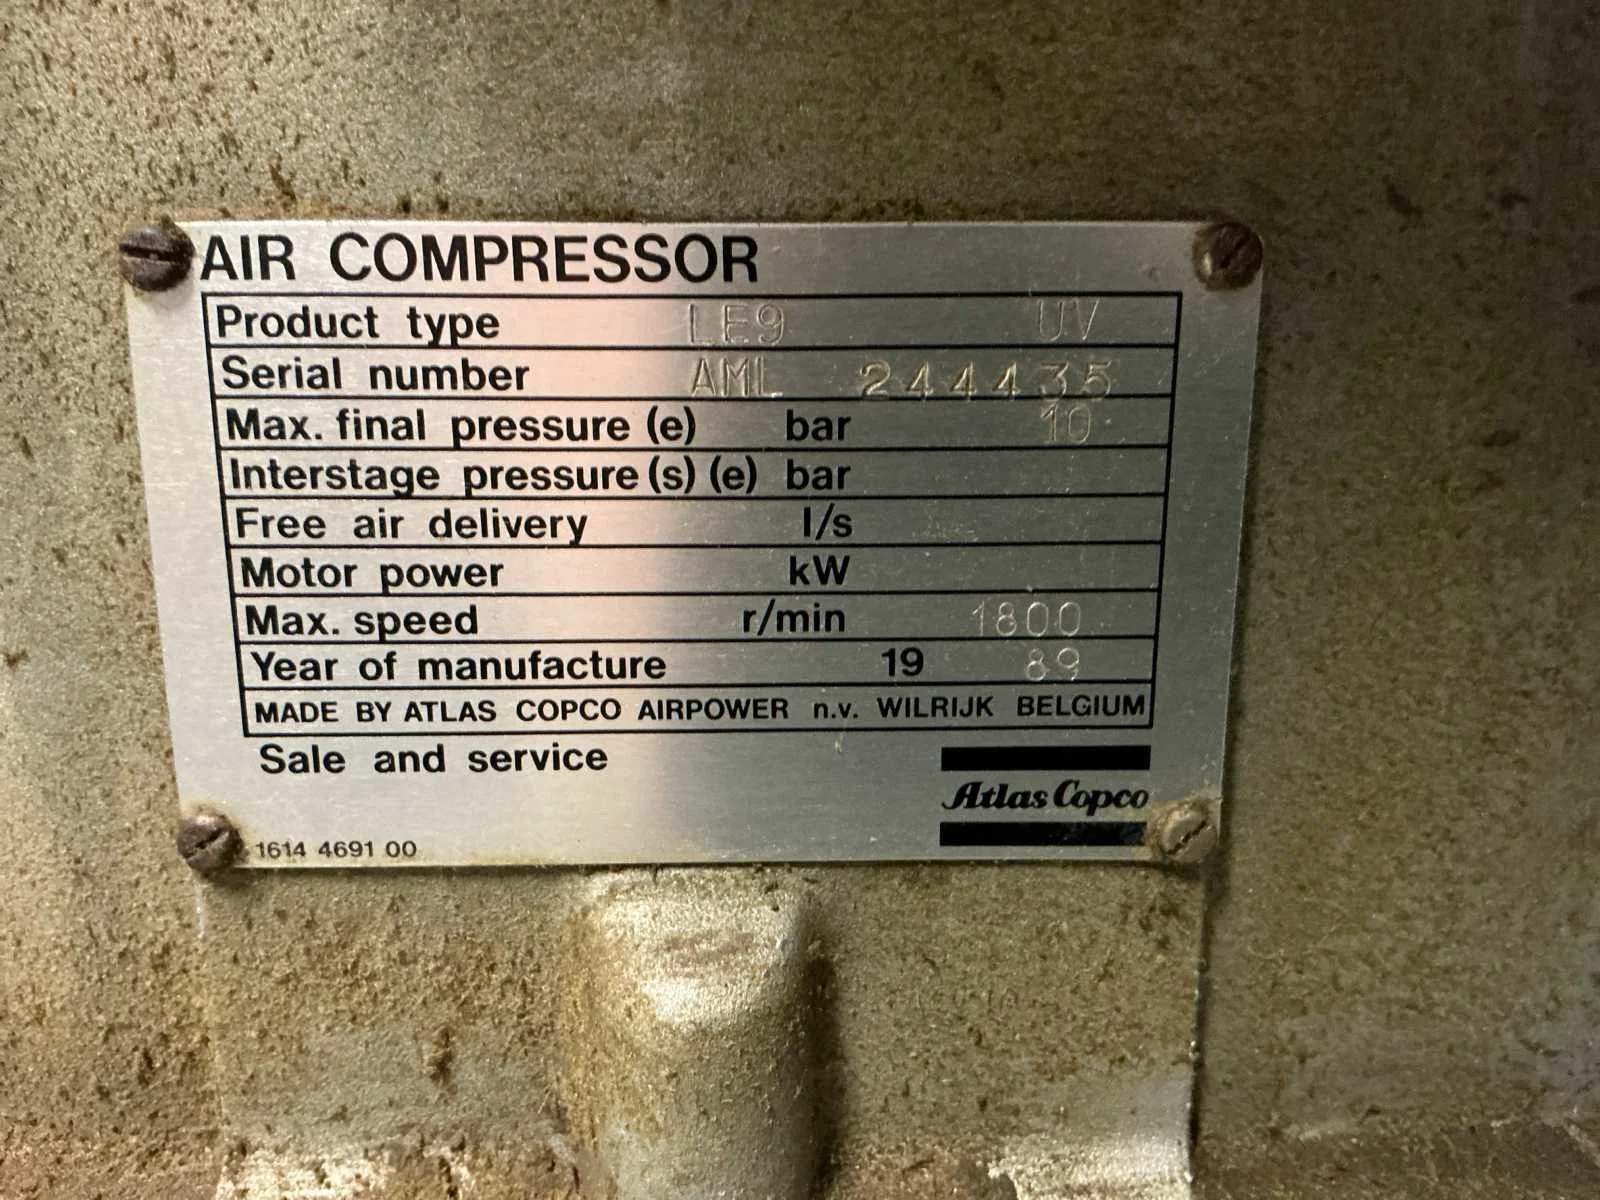 AIR COMPRESSOR
Product type LE9 UV
Serial number AML 244435
Max. final pressure (e) bar 10
Interstage pressure (s) (e) bar
Free air delivery l/s
Motor power kW
Max. speed r/min 1800
Year of manufacture 19 89
MADE BY ATLAS COPCO AIRPOWER n.v. WILRIJK BELGIUM
Sale and service
Atlas Copco
1614 4691 00